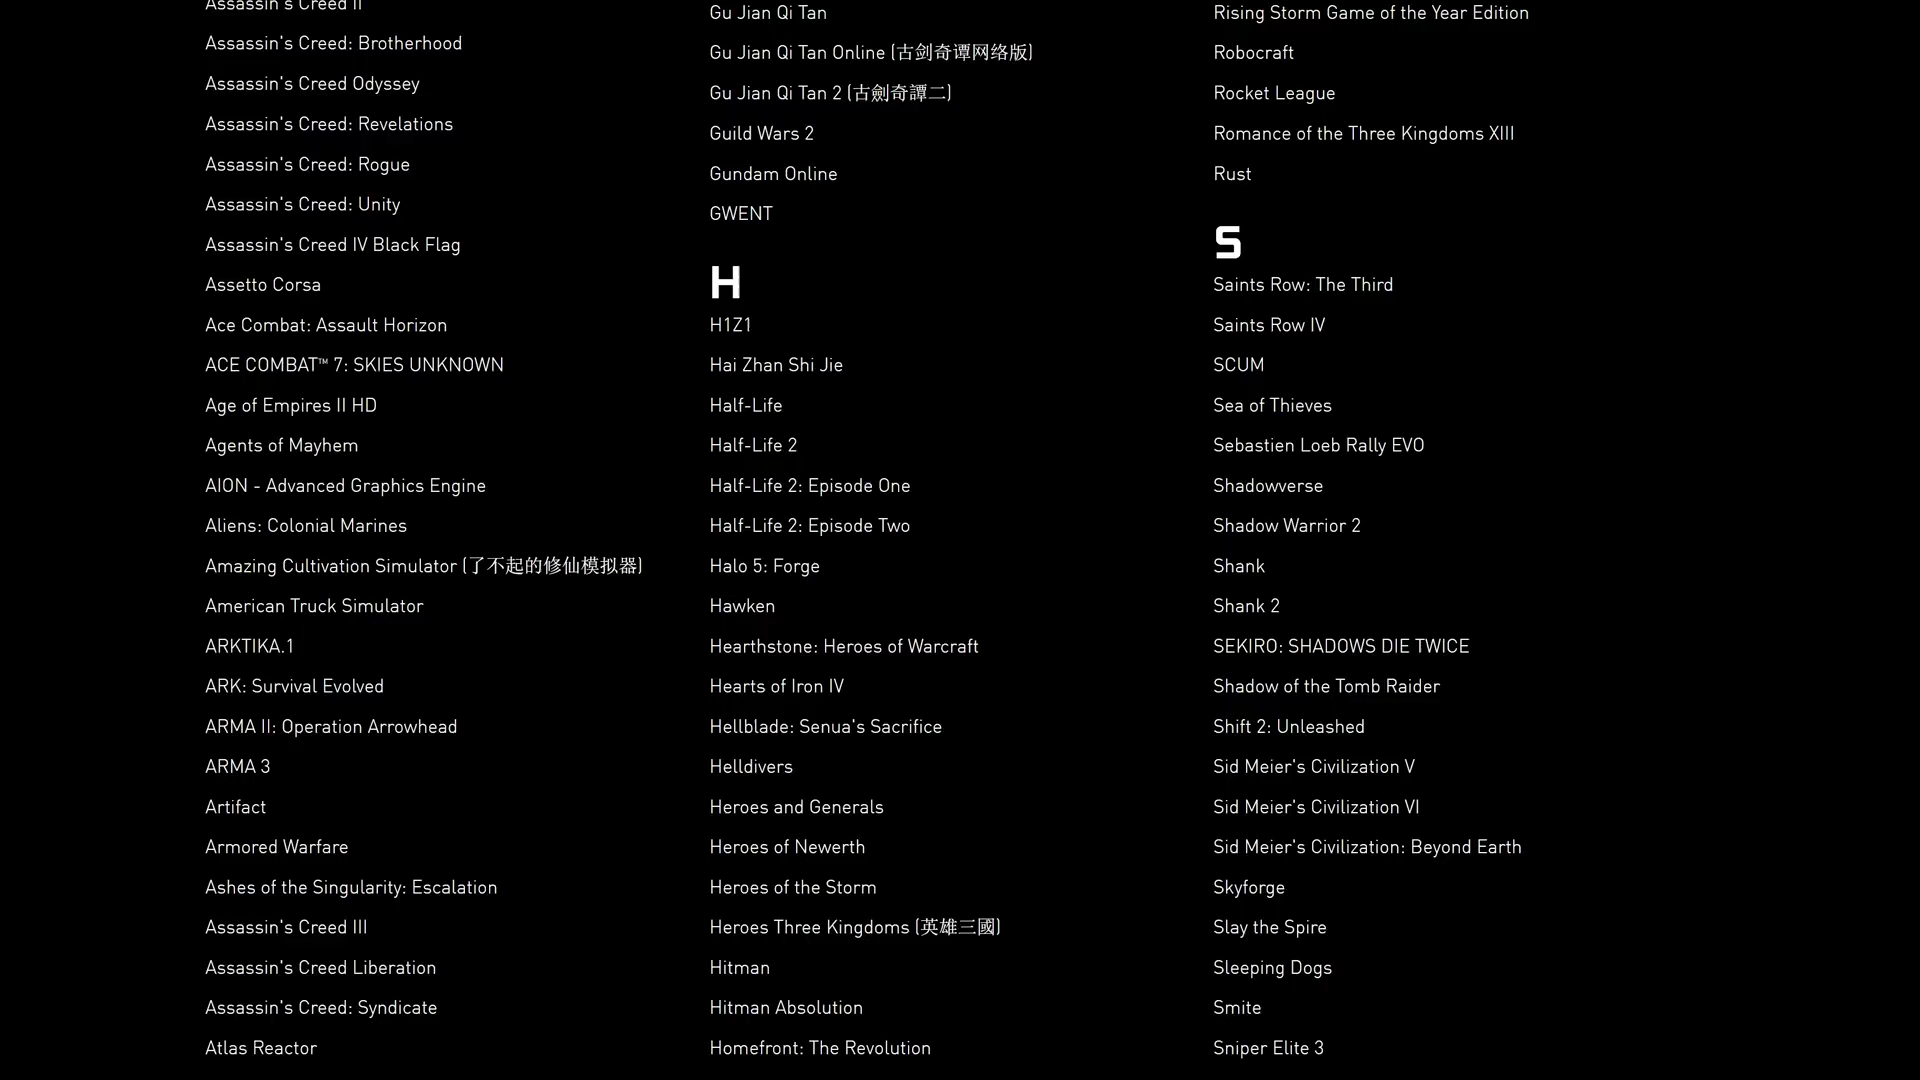 Assassin's Creed II
Assassin's Creed: Brotherhood
Assassin's Creed Odyssey
Assassin's Creed: Revelations
Assassin's Creed: Rogue
Assassin's Creed: Unity
Assassin's Creed IV Black Flag
Assetto Corsa
Ace Combat: Assault Horizon
ACE COMBAT™ 7: SKIES UNKNOWN
Age of Empires II HD
Agents of Mayhem
AION - Advanced Graphics Engine
Aliens: Colonial Marines
Amazing Cultivation Simulator (了不起的修仙模拟器)
American Truck Simulator
ARKTIKA.1
ARK: Survival Evolved
ARMA II: Operation Arrowhead
ARMA 3
Artifact
Armored Warfare
Ashes of the Singularity: Escalation
Assassin's Creed III
Assassin's Creed Liberation
Assassin's Creed: Syndicate
Atlas Reactor
Gu Jian Qi Tan
Gu Jian Qi Tan Online (古剑奇谭网络版)
Gu Jian Qi Tan 2 (古劍奇譚二)
Guild Wars 2
Gundam Online
GWENT
H
H1Z1
Hai Zhan Shi Jie
Half-Life
Half-Life 2
Half-Life 2: Episode One
Half-Life 2: Episode Two
Halo 5: Forge
Hawken
Hearthstone: Heroes of Warcraft
Hearts of Iron IV
Hellblade: Senua's Sacrifice
Helldivers
Heroes and Generals
Heroes of Newerth
Heroes of the Storm
Heroes Three Kingdoms (英雄三國)
Hitman
Hitman Absolution
Homefront: The Revolution
Rising Storm Game of the Year Edition
Robocraft
Rocket League
Romance of the Three Kingdoms XIII
Rust
S
Saints Row: The Third
Saints Row IV
SCUM
Sea of Thieves
Sebastien Loeb Rally EVO
Shadowverse
Shadow Warrior 2
Shank
Shank 2
SEKIRO: SHADOWS DIE TWICE
Shadow of the Tomb Raider
Shift 2: Unleashed
Sid Meier's Civilization V
Sid Meier's Civilization VI
Sid Meier's Civilization: Beyond Earth
Skyforge
Slay the Spire
Sleeping Dogs
Smite
Sniper Elite 3